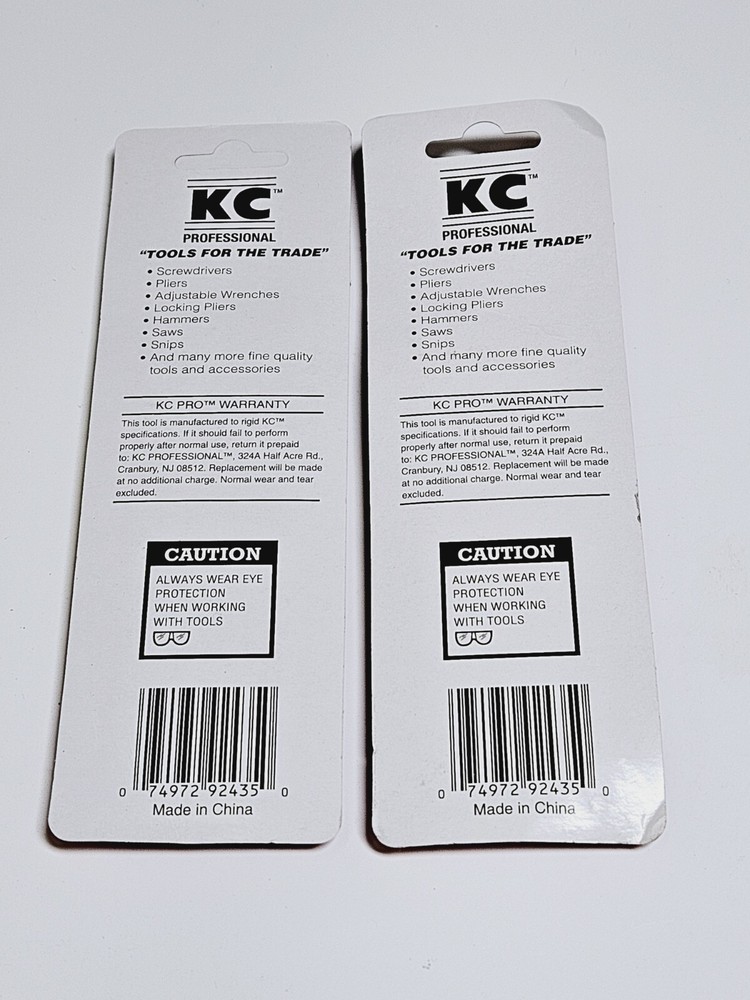 KC™
PROFESSIONAL
“TOOLS FOR THE TRADE”
• Screwdrivers
• Pliers
• Adjustable Wrenches
• Locking Pliers
• Hammers
• Saws
• Snips
• And many more fine quality
tools and accessories
KC PRO™ WARRANTY
This tool is manufactured to rigid KC™
specifications. If it should fail to perform
properly after normal use, return it prepaid
to: KC PROFESSIONAL™, 324A Half Acre Rd.,
Cranbury, NJ 08512. Replacement will be made
at no additional charge. Normal wear and tear
excluded.
CAUTION
ALWAYS WEAR EYE
PROTECTION
WHEN WORKING
WITH TOOLS
0 74972 92435 0
Made in China
KC™
PROFESSIONAL
“TOOLS FOR THE TRADE”
• Screwdrivers
• Pliers
• Adjustable Wrenches
• Locking Pliers
• Hammers
• Saws
• Snips
• And many more fine quality
tools and accessories
KC PRO™ WARRANTY
This tool is manufactured to rigid KC™
specifications. If it should fail to perform
properly after normal use, return it prepaid
to: KC PROFESSIONAL™, 324A Half Acre Rd.,
Cranbury, NJ 08512. Replacement will be made
at no additional charge. Normal wear and tear
excluded.
CAUTION
ALWAYS WEAR EYE
PROTECTION
WHEN WORKING
WITH TOOLS
0 74972 92435 0
Made in China